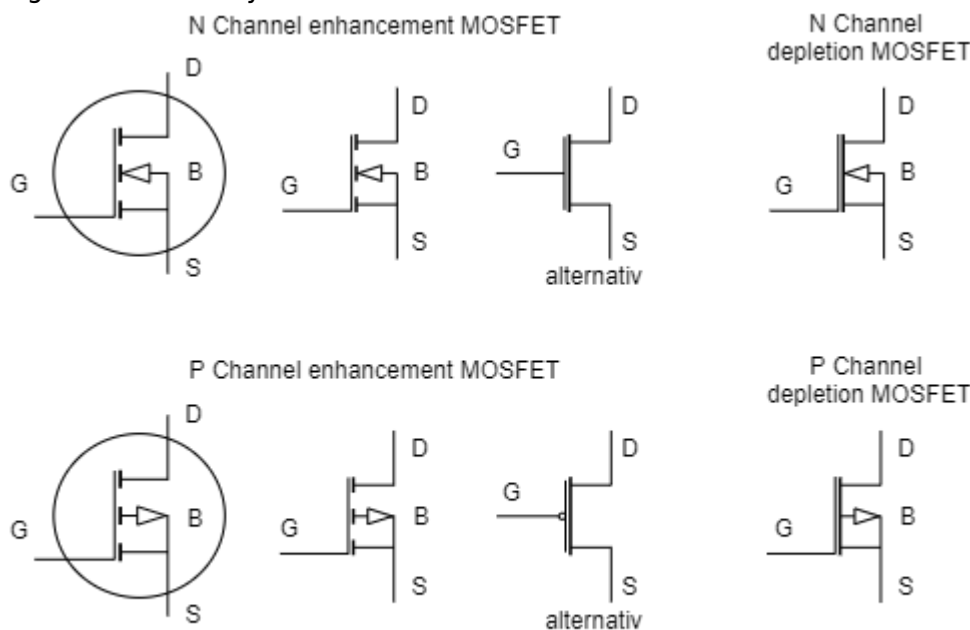 N Channel enhancement MOSFET
N Channel
depletion MOSFET
D
G
B
S
D
G
B
S
D
G
S
alternativ
D
G
B
S
P Channel enhancement MOSFET
P Channel
depletion MOSFET
D
G
B
S
D
G
B
S
D
G
S
alternativ
D
G
B
S